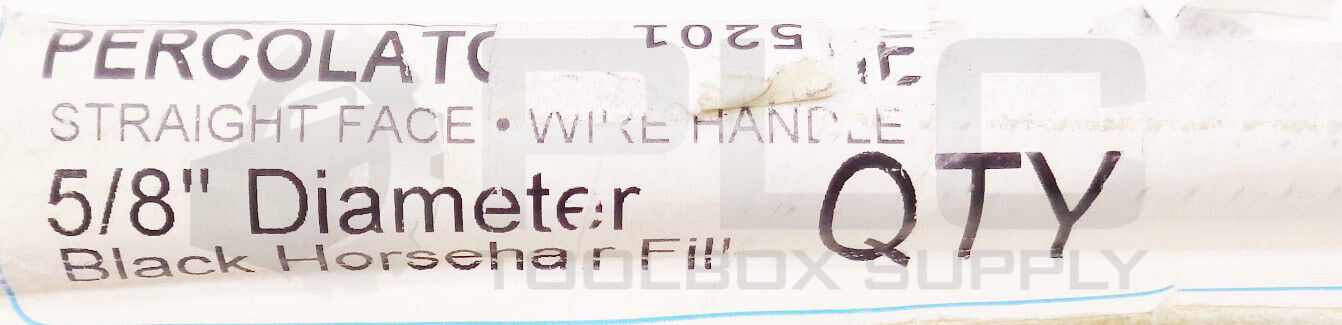 PERCOLATO
5201
STRAIGHT FACE • WIRE HANDLE
5/8" Diameter
QTY
Black Horsehair Fill
PLC
TOOLBOX SUPPLY